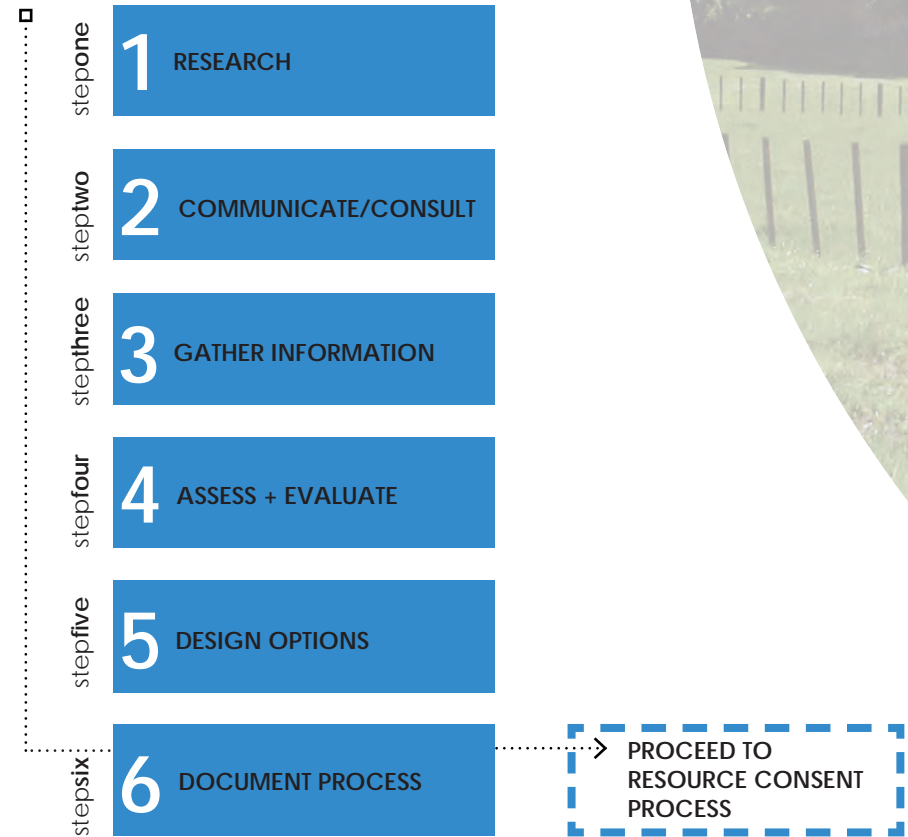 stepone
1 RESEARCH
steptwo
2 COMMUNICATE/CONSULT
stepthree
3 GATHER INFORMATION
stepfour
4 ASSESS + EVALUATE
stepfive
5 DESIGN OPTIONS
stepsix
6 DOCUMENT PROCESS
PROCEED TO
RESOURCE CONSENT
PROCESS